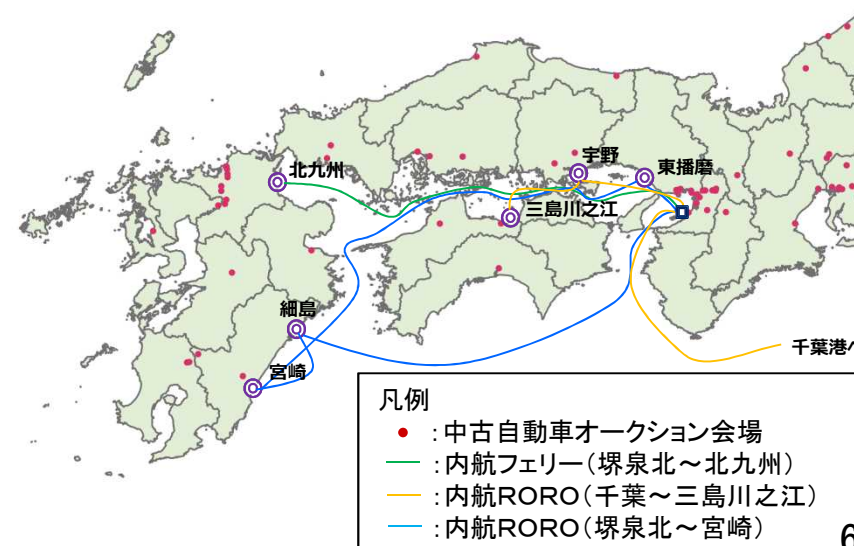 北九州
宇野
東播磨
三島川之江
細島
宮崎
千葉港へ
凡例
:中古自動車オークション会場
:内航フェリー(堺泉北～北九州)
:内航RORO(千葉～三島川之江)
:内航RORO(堺泉北～宮崎)
6